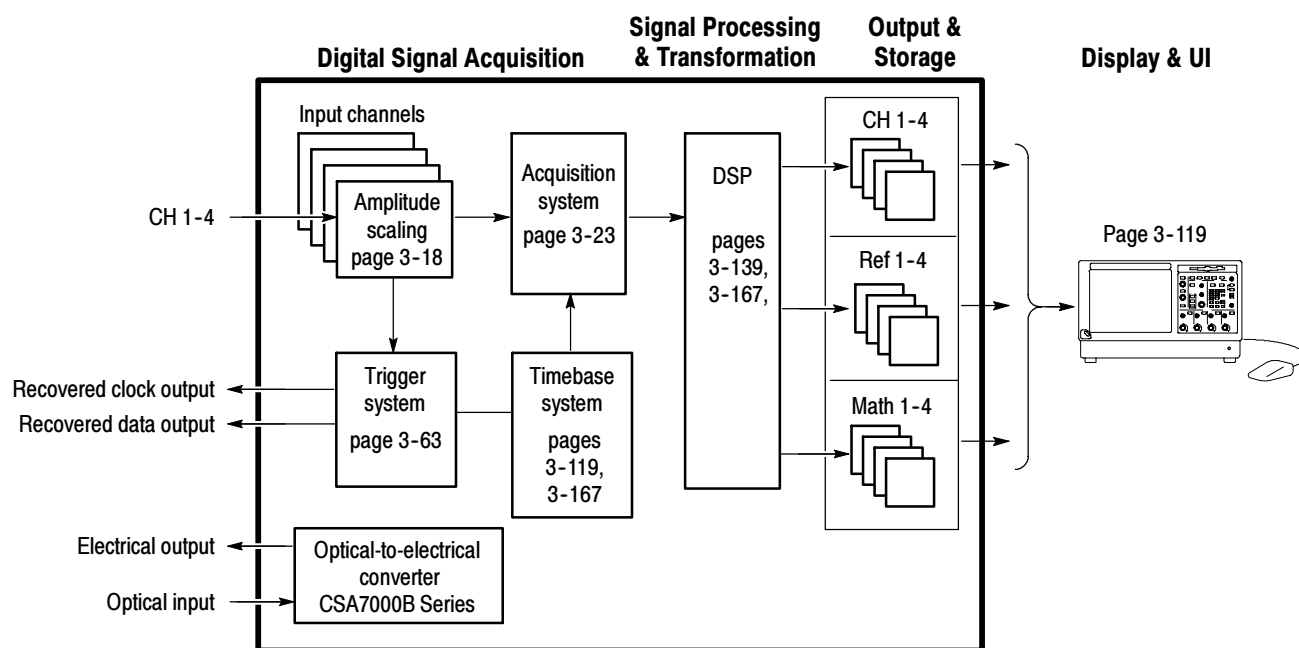 Digital Signal Acquisition
Signal Processing
& Transformation
Output &
Storage
Display & UI
Input channels
CH 1-4
Amplitude
scaling
page 3-18
Acquisition
system
page 3-23
DSP
pages
3-139,
3-167,
CH 1-4
Ref 1-4
Math 1-4
Page 3-119
Recovered clock output
Recovered data output
Trigger
system
page 3-63
Timebase
system
pages
3-119,
3-167
Electrical output
Optical input
Optical-to-electrical
converter
CSA7000B Series